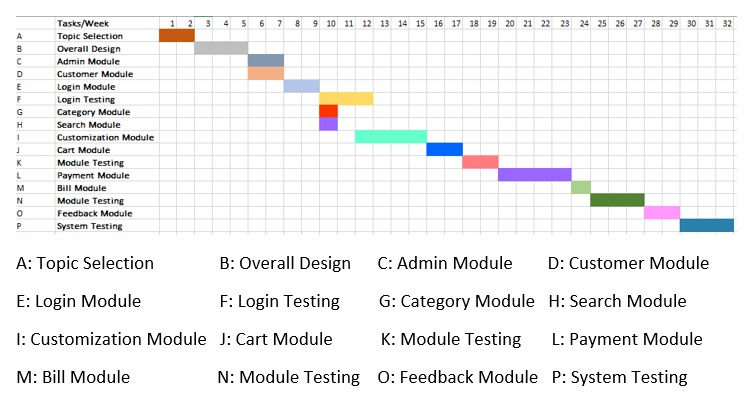 Tasks/Week 1 2 3 4 5 6 7 8 9 10 11 12 13 14 15 16 17 18 19 20 21 22 23 24 25 26 27 28 29 30 31 32
A Topic Selection
B Overall Design
C Admin Module
D Customer Module
E Login Module
F Login Testing
G Category Module
H Search Module
I Customization Module
J Cart Module
K Module Testing
L Payment Module
M Bill Module
N Module Testing
O Feedback Module
P System Testing
A: Topic Selection B: Overall Design C: Admin Module D: Customer Module
E: Login Module F: Login Testing G: Category Module H: Search Module
I: Customization Module J: Cart Module K: Module Testing L: Payment Module
M: Bill Module N: Module Testing O: Feedback Module P: System Testing